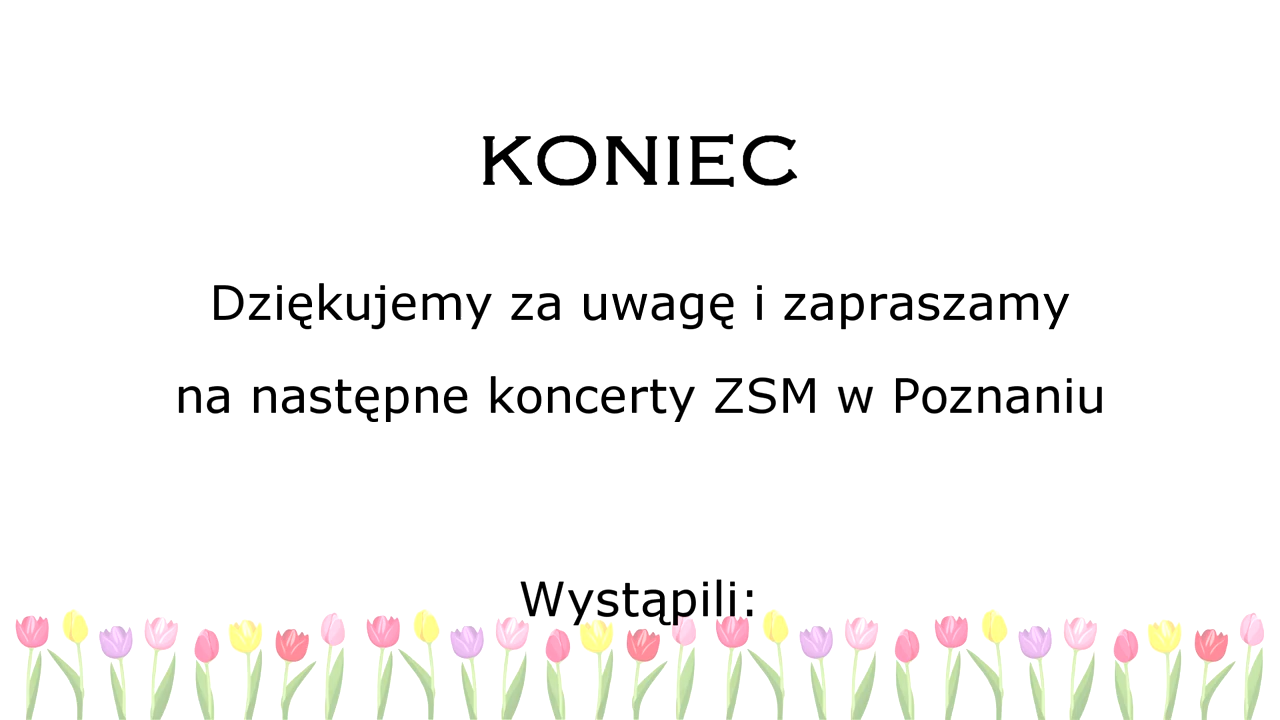 KONIEC
Dziękujemy za uwagę i zapraszamy
na następne koncerty ZSM w Poznaniu
Wystąpili: